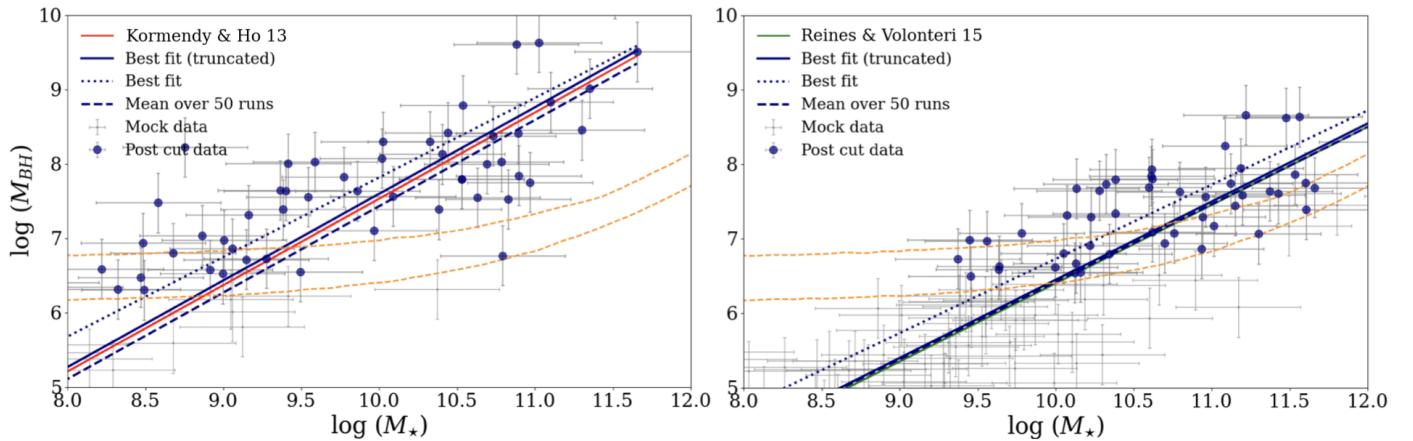 10
9
8
7
6
5
log (M_BH)
Kormendy & Ho 13
Best fit (truncated)
Best fit
Mean over 50 runs
Mock data
Post cut data
8.0 8.5 9.0 9.5 10.0 10.5 11.0 11.5 12.0
log (M⋆)
10
9
8
7
6
5
Reines & Volonteri 15
Best fit (truncated)
Best fit
Mean over 50 runs
Mock data
Post cut data
8.0 8.5 9.0 9.5 10.0 10.5 11.0 11.5 12.0
log (M⋆)